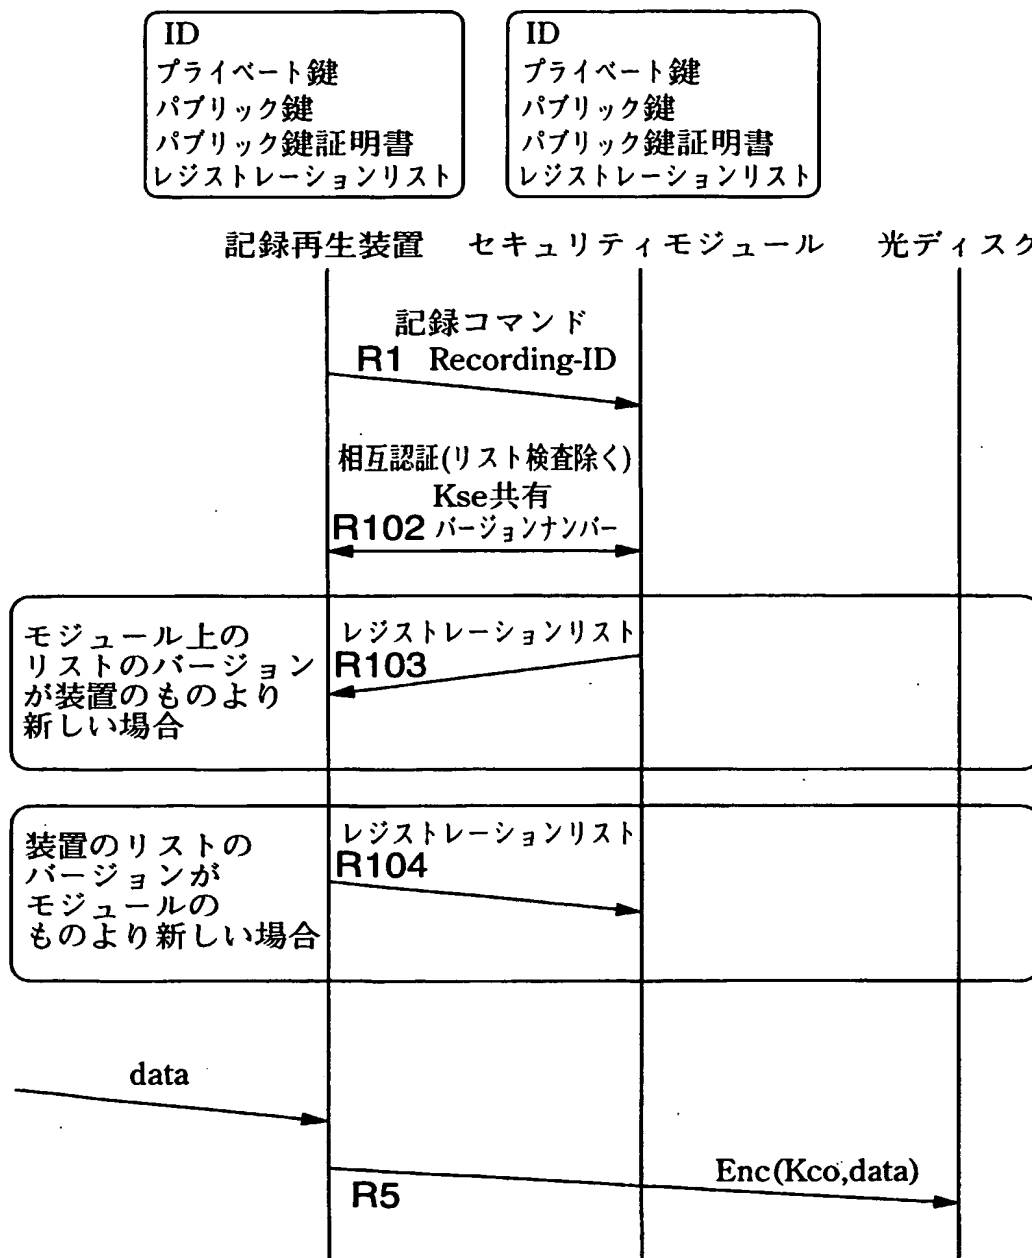 ID
プライベート鍵
パブリック鍵
パブリック鍵証明書
レジストレーションリスト
ID
プライベート鍵
パブリック鍵
パブリック鍵証明書
レジストレーションリスト
記録再生装置
セキュリティモジュール
光ディスク
記録コマンド
R1 Recording-ID
相互認証(リスト検査除く)
Kse共有
R102 バージョンナンバー
モジュール上の
リストのバージョン
が装置のものより
新しい場合
レジストレーションリスト
R103
装置のリストの
バージョンが
モジュールの
ものより新しい場合
レジストレーションリスト
R104
data
Enc(Kco,data)
R5